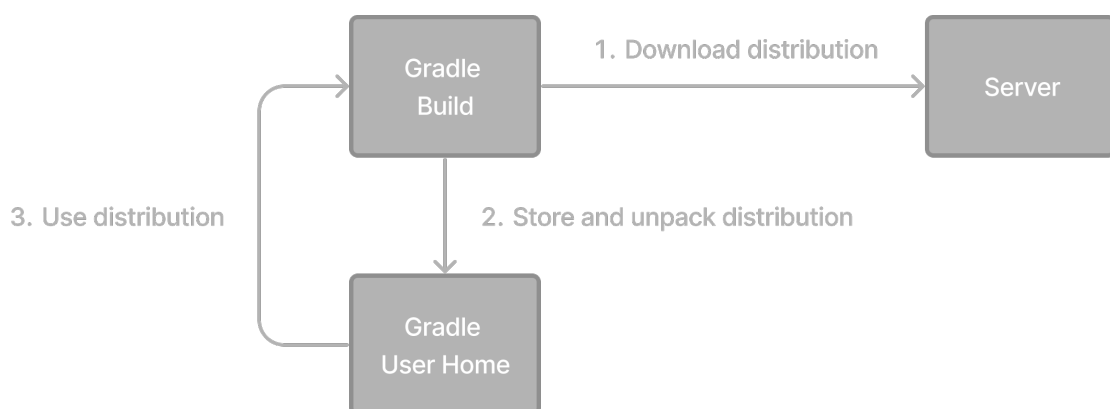 Gradle
Build
1. Download distribution
Server
3. Use distribution
2. Store and unpack distribution
Gradle
User Home